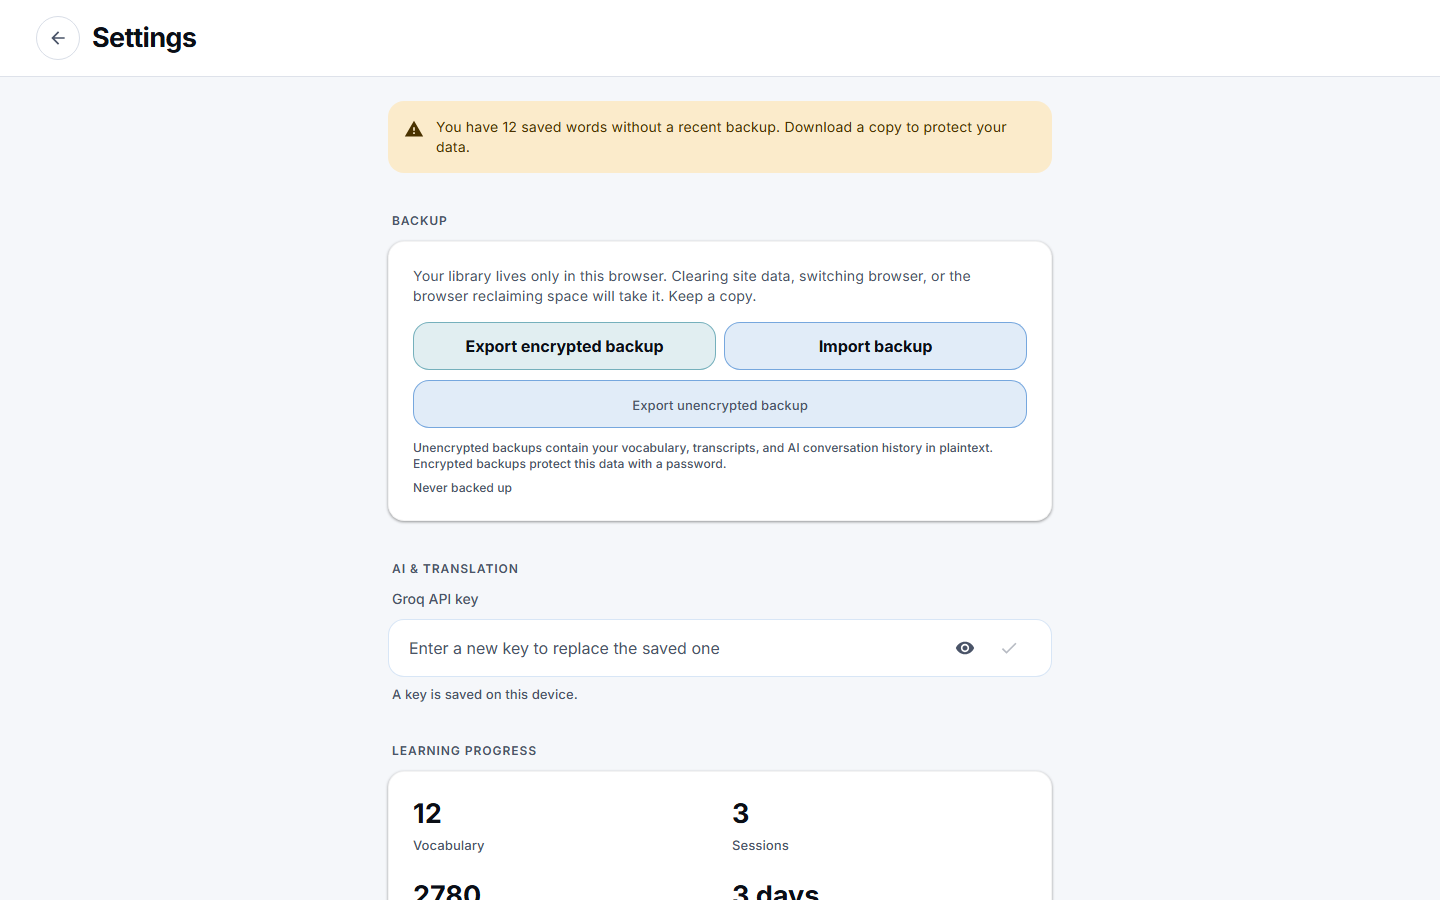 Settings
You have 12 saved words without a recent backup. Download a copy to protect your
data.
BACKUP
Your library lives only in this browser. Clearing site data, switching browser, or the
browser reclaiming space will take it. Keep a copy.
Export encrypted backup
Import backup
Export unencrypted backup
Unencrypted backups contain your vocabulary, transcripts, and AI conversation history in plaintext.
Encrypted backups protect this data with a password.
Never backed up
AI & TRANSLATION
Groq API key
Enter a new key to replace the saved one
A key is saved on this device.
LEARNING PROGRESS
12
3
Vocabulary
Sessions
2780
3 days